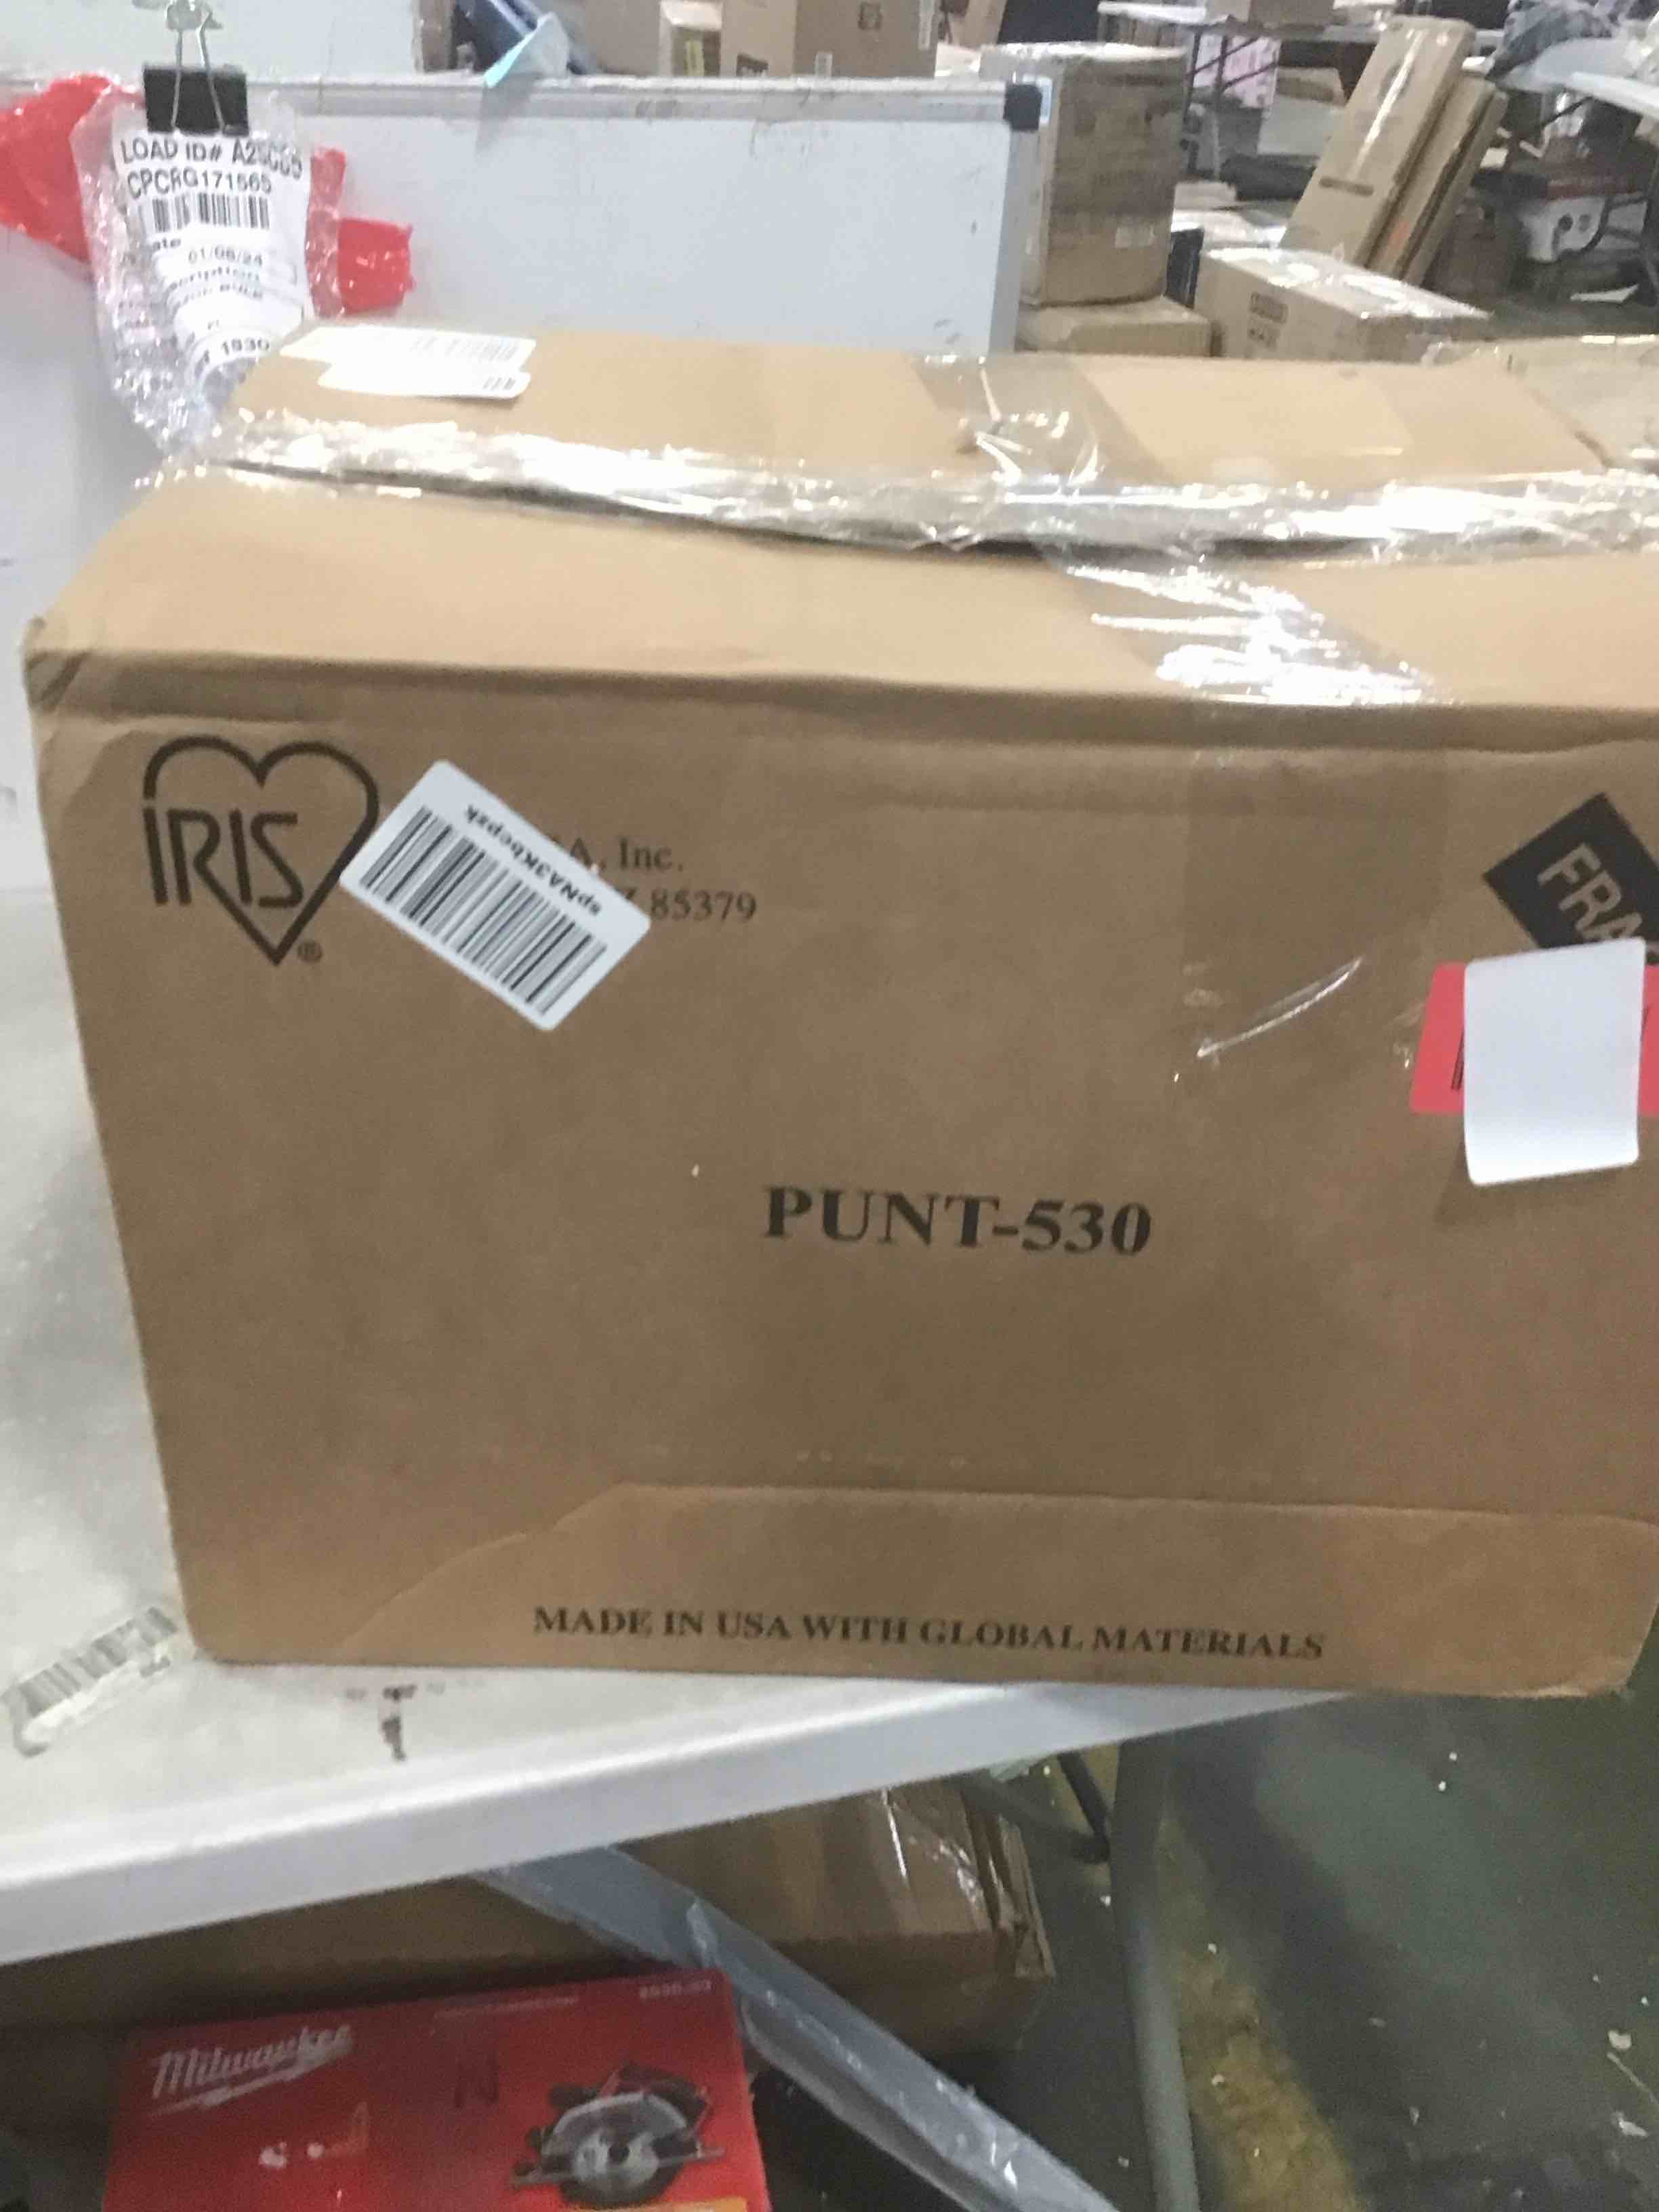 LOAD ID#
CPCRG171565
01/06/24
1930
IRIS
®
A, Inc.
85379
spNA3Kbcpzk
FRA
PUNT-530
MADE IN USA WITH GLOBAL MATERIALS
Milwaukee